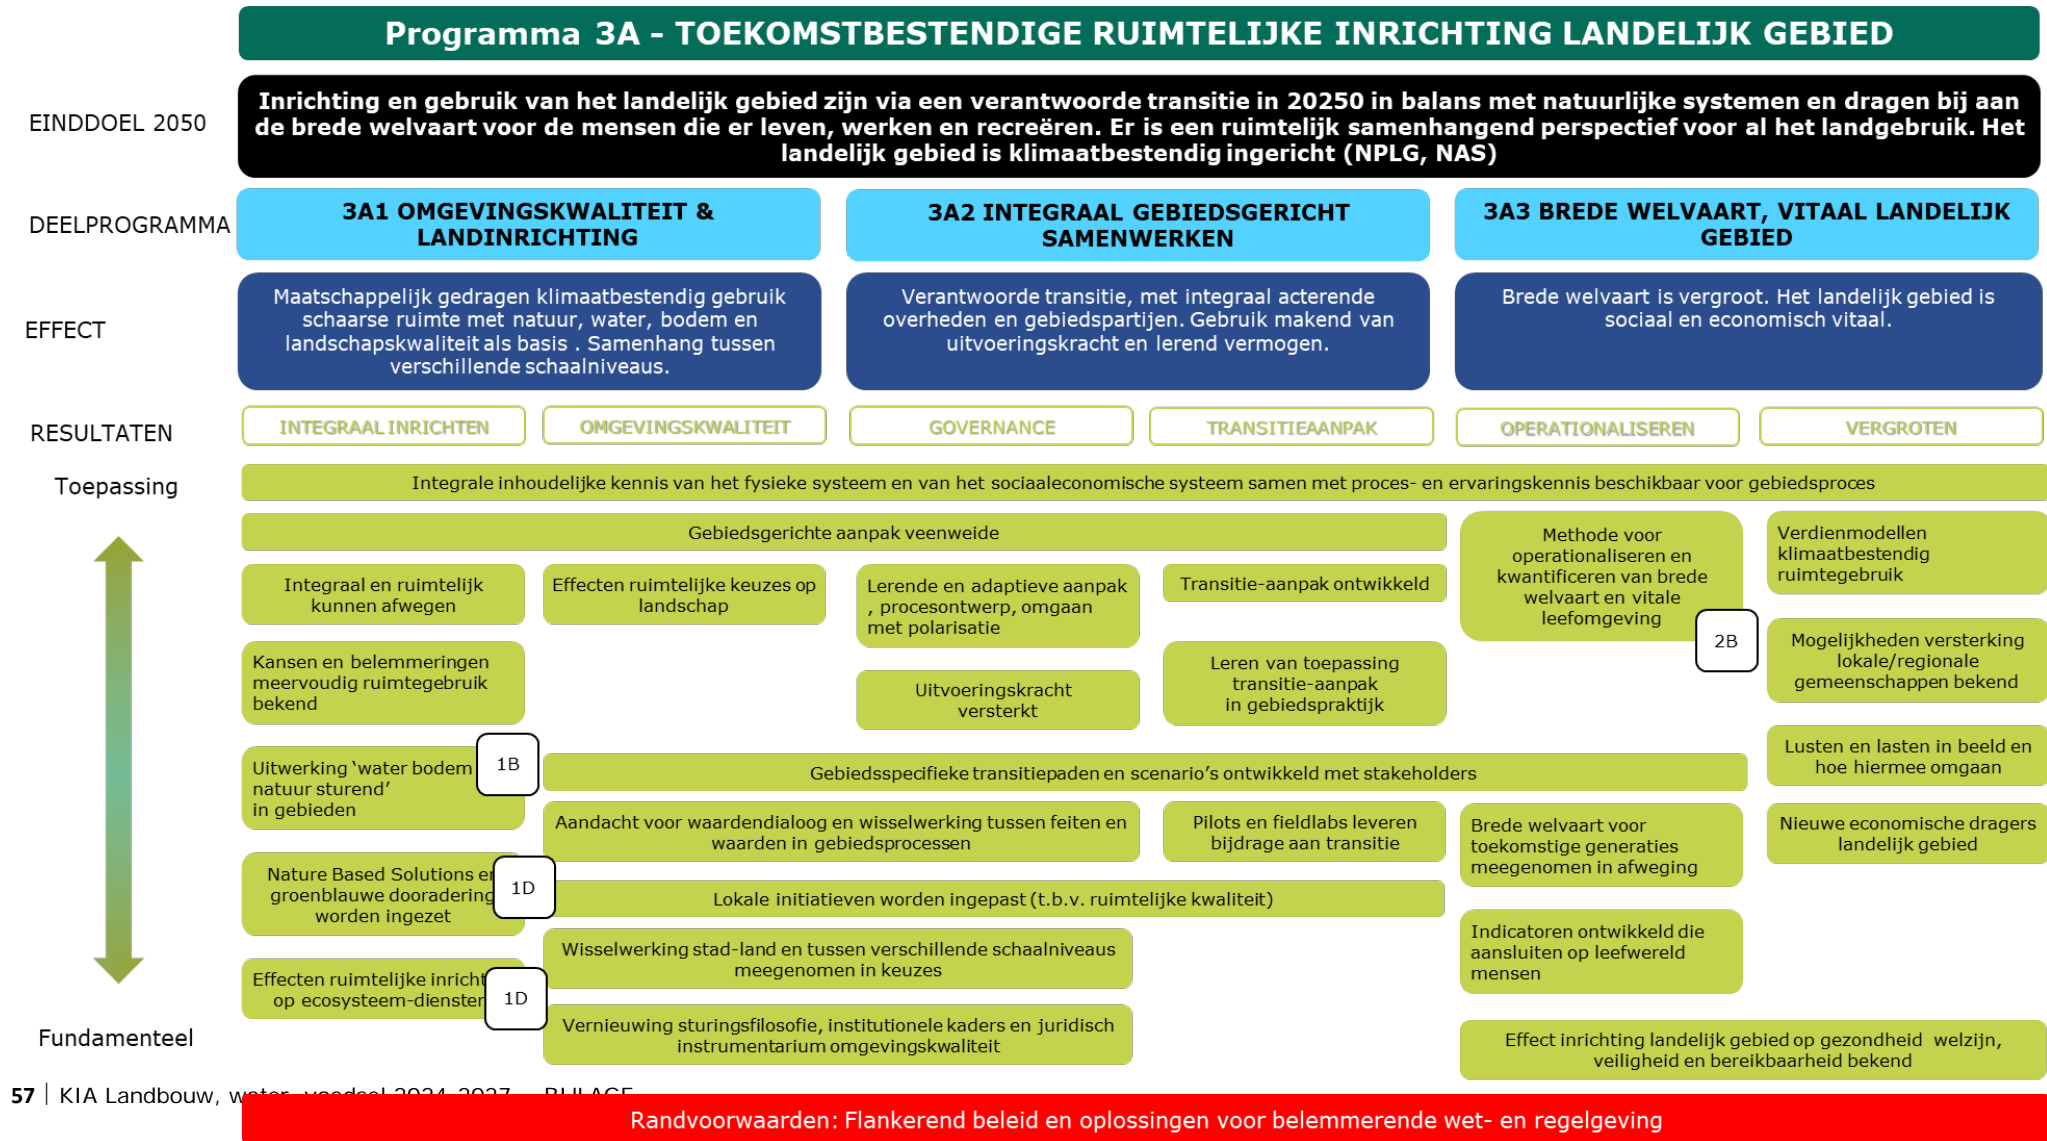 Programma 3A – TOEKOMSTBESTENDIGE RUIMTELIJKE INRICHTING LANDELIJK GEBIED
EINDDOEL 2050
Inrichting en gebruik van het landelijk gebied zijn via een verantwoorde transitie in 20250 in balans met natuurlijke systemen en dragen bij aan
de brede welvaart voor de mensen die er leven, werken en recreëren. Er is een ruimtelijk samenhangend perspectief voor al het landgebruik. Het
landelijk gebied is klimaatbestendig ingericht (NPLG, NAS)
DEELPROGRAMMA
3A1 OMGEVINGSKWALITEIT &
LANDINRICHTING
3A2 INTEGRAAL GEBIEDSGERICHT
SAMENWERKEN
3A3 BREDE WELVAART, VITAAL LANDELIJK
GEBIED
EFFECT
Maatschappelijk gedragen klimaatbestendig gebruik
schaarse ruimte met natuur, water, bodem en
landschapskwaliteit als basis . Samenhang tussen
verschillende schaalniveaus.
Verantwoorde transitie, met integraal acterende
overheden en gebiedspartijen. Gebruik makend van
uitvoeringskracht en lerend vermogen.
Brede welvaart is vergroot. Het landelijk gebied is
sociaal en economisch vitaal.
RESULTATEN
INTEGRAAL INRICHTEN
OMGEVINGSKWALITEIT
GOVERNANCE
TRANSITIEAANPAK
OPERATIONALISEREN
VERGROTEN
Toepassing
Integrale inhoudelijke kennis van het fysieke systeem en van het sociaaleconomische systeem samen met proces- en ervaringskennis beschikbaar voor gebiedsproces
Gebiedsgerichte aanpak veenweide
Integraal en ruimtelijk
kunnen afwegen
Effecten ruimtelijke keuzes op
landschap
Lerende en adaptieve aanpak
, procesontwerp, omgaan
met polarisatie
Transitie-aanpak ontwikkeld
Methode voor
operationaliseren en
kwantificeren van brede
welvaart en vitale
leefomgeving
2B
Verdienmodellen
klimaatbestendig
ruimtegebruik
Kansen en belemmeringen
meervoudig ruimtegebruik
bekend
Uitvoeringskracht
versterkt
Leren van toepassing
transitie-aanpak
in gebiedspraktijk
Mogelijkheden versterking
lokale/regionale
gemeenschappen bekend
Uitwerking ‘water bodem
natuur sturend’
in gebieden
1B
Gebiedsspecifieke transitiepaden en scenario’s ontwikkeld met stakeholders
Lusten en lasten in beeld en
hoe hiermee omgaan
Aandacht voor waardendialoog en wisselwerking tussen feiten en
waarden in gebiedsprocessen
Pilots en fieldlabs leveren
bijdrage aan transitie
Brede welvaart voor
toekomstige generaties
meegenomen in afweging
Nieuwe economische dragers
landelijk gebied
Nature Based Solutions en
groenblauwe dooradering
worden ingezet
1D
Lokale initiatieven worden ingepast (t.b.v. ruimtelijke kwaliteit)
Wisselwerking stad-land en tussen verschillende schaalniveaus
meegenomen in keuzes
Indicatoren ontwikkeld die
aansluiten op leefwereld
mensen
Effecten ruimtelijke
op ecosysteem-diensten
1D
Vernieuwing sturingsfilosofie, institutionele kaders en juridisch
instrumentarium omgevingskwaliteit
Effect inrichting landelijk gebied op gezondheid welzijn,
veiligheid en bereikbaarheid bekend
Fundamenteel
57 | KIA Landbouw, water, voedsel 2024-2027 – BIJLAGE
Randvoorwaarden: Flankerend beleid en oplossingen voor belemmerende wet- en regelgeving